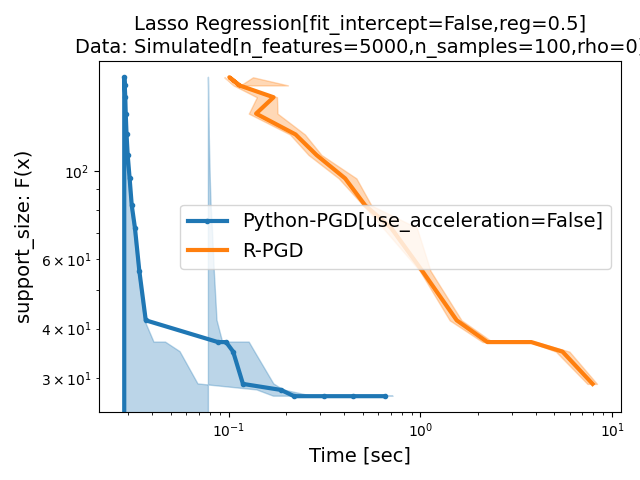 Lasso Regression[fit_intercept=False,reg=0.5]
Data: Simulated[n_features=5000,n_samples=100,rho=0]
support_size: F(x)
10²
6 × 10¹
4 × 10¹
3 × 10¹
Python-PGD[use_acceleration=False]
R-PGD
10⁻¹
10⁰
10¹
Time [sec]